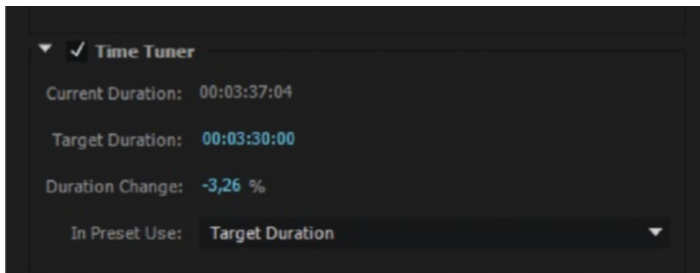 Time Tuner
Current Duration: 00:03:37:04
Target Duration: 00:03:30:00
Duration Change: -3,26 %
In Preset Use: Target Duration